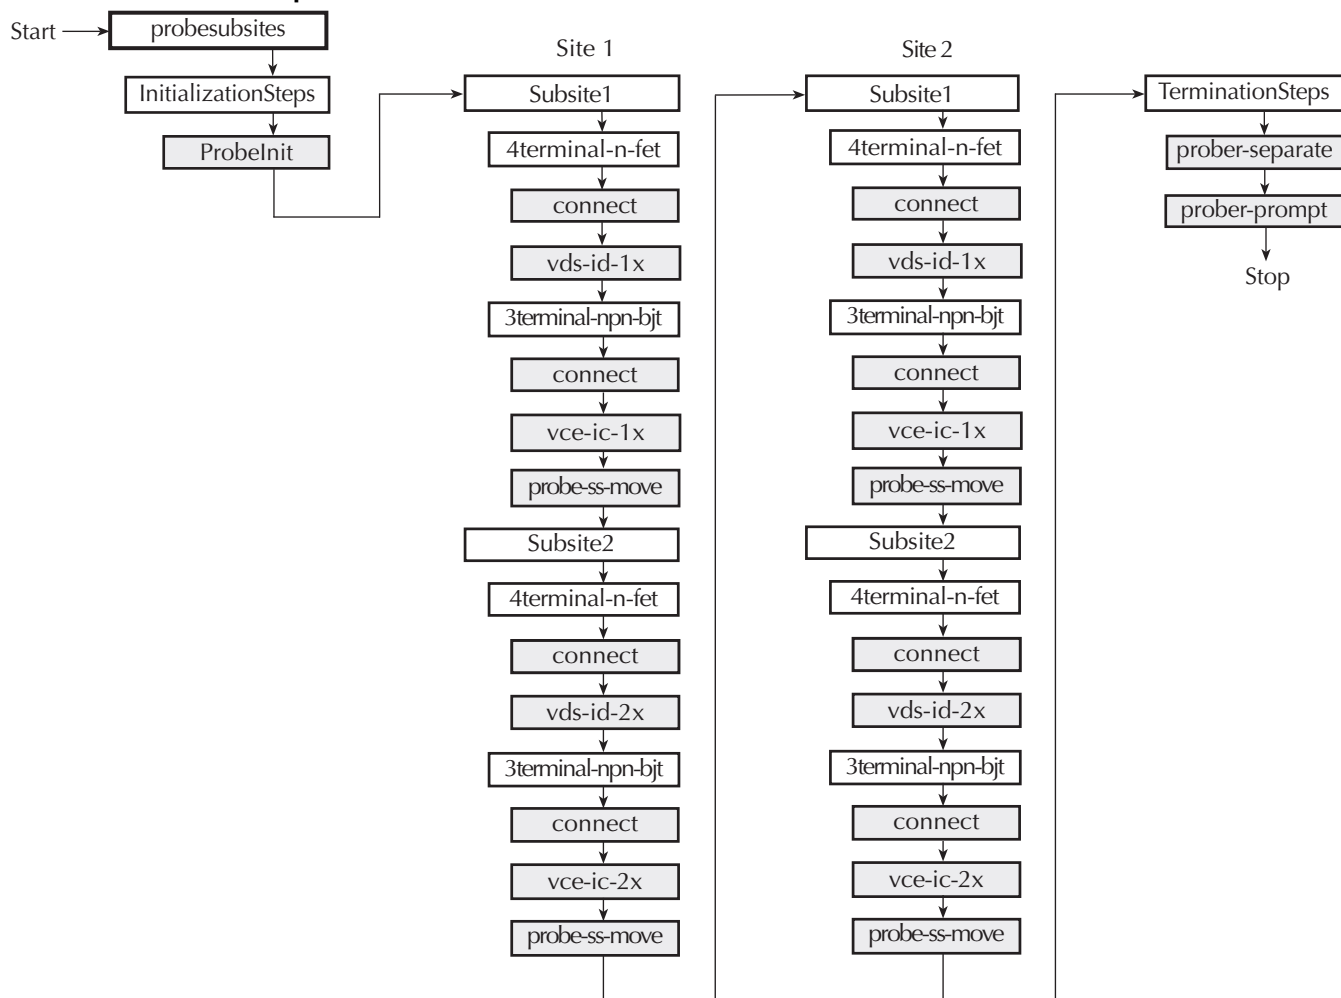 Start
probesubsites
InitializationSteps
ProbeInit
Site 1
Subsite1
4terminal-n-fet
connect
vds-id-1x
3terminal-npn-bjt
connect
vce-ic-1x
probe-ss-move
Subsite2
4terminal-n-fet
connect
vds-id-2x
3terminal-npn-bjt
connect
vce-ic-2x
probe-ss-move
Site 2
Subsite1
4terminal-n-fet
connect
vds-id-1x
3terminal-npn-bjt
connect
vce-ic-1x
probe-ss-move
Subsite2
4terminal-n-fet
connect
vds-id-2x
3terminal-npn-bjt
connect
vce-ic-2x
probe-ss-move
TerminationSteps
prober-separate
prober-prompt
Stop